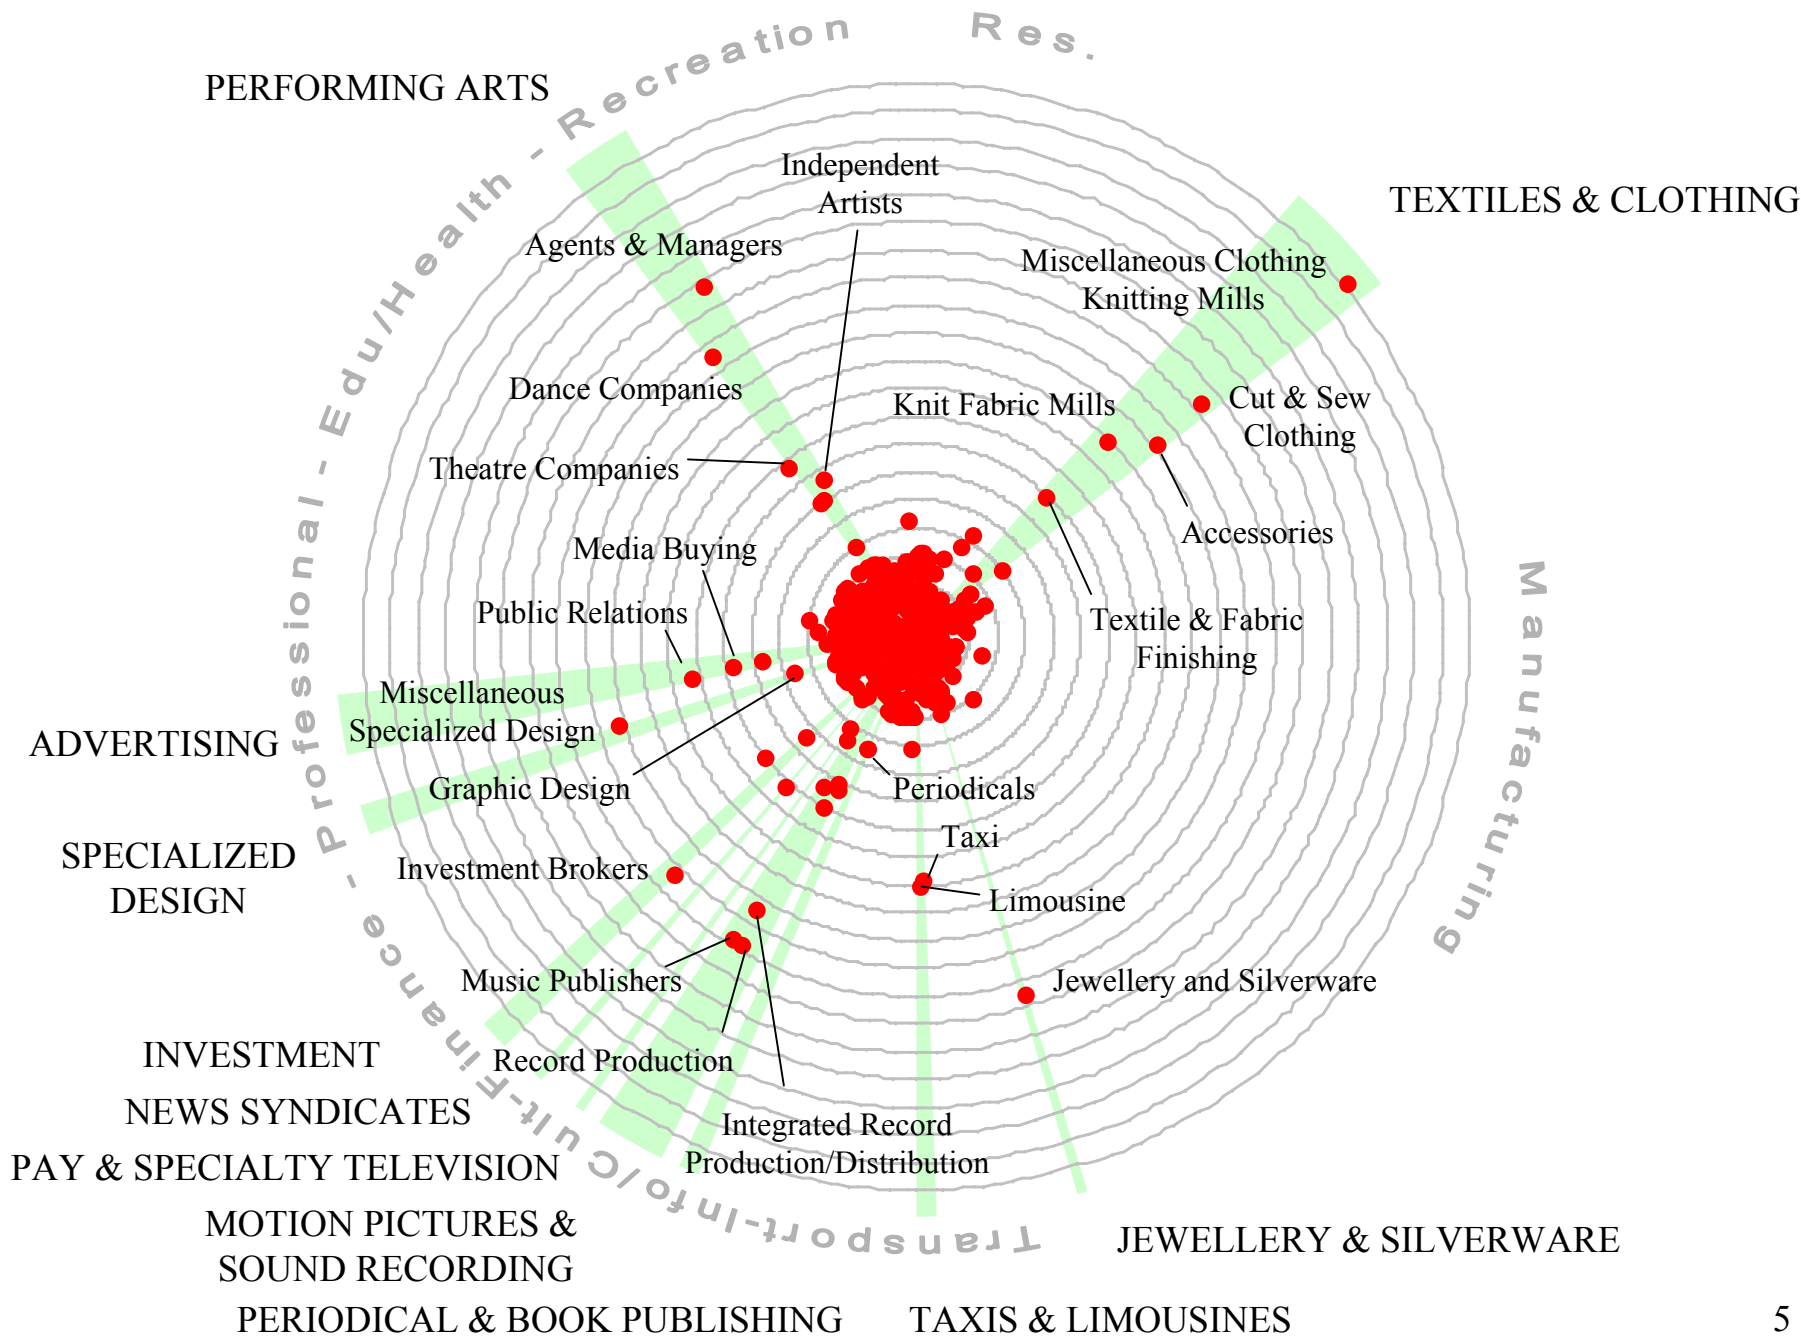 Professional - Edu/Health - Recreation
Res.
PERFORMING ARTS
Independent
Artists
TEXTILES & CLOTHING
Agents & Managers
Miscellaneous Clothing
Knitting Mills
Dance Companies
Knit Fabric Mills
Cut & Sew
Clothing
Theatre Companies
Accessories
Media Buying
Manufacturing
Public Relations
Textile & Fabric
Finishing
Miscellaneous
Specialized Design
ADVERTISING
Graphic Design
Periodicals
Taxi
SPECIALIZED
DESIGN
Investment Brokers
Limousine
Music Publishers
Jewellery and Silverware
Record Production
INVESTMENT
NEWS SYNDICATES
Integrated Record
Production/Distribution
PAY & SPECIALTY TELEVISION
Transport-Info/Cult-Finance -
MOTION PICTURES &
SOUND RECORDING
JEWELLERY & SILVERWARE
PERIODICAL & BOOK PUBLISHING
TAXIS & LIMOUSINES
5